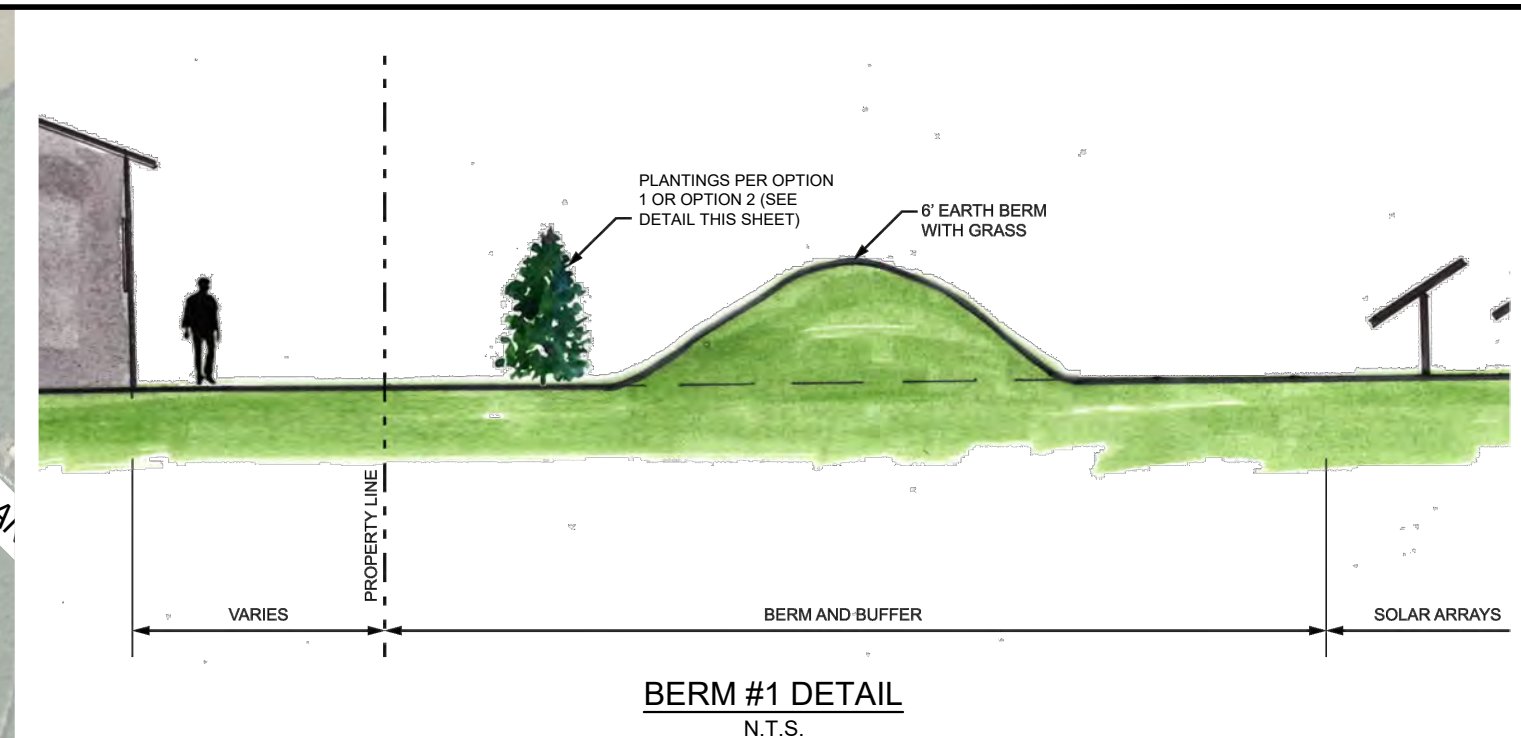 PLANTINGS PER OPTION
1 OR OPTION 2 (SEE
DETAIL THIS SHEET)
6' EARTH BERM
WITH GRASS
PROPERTY LINE
VARIES
BERM AND BUFFER
SOLAR ARRAYS
BERM #1 DETAIL
N.T.S.